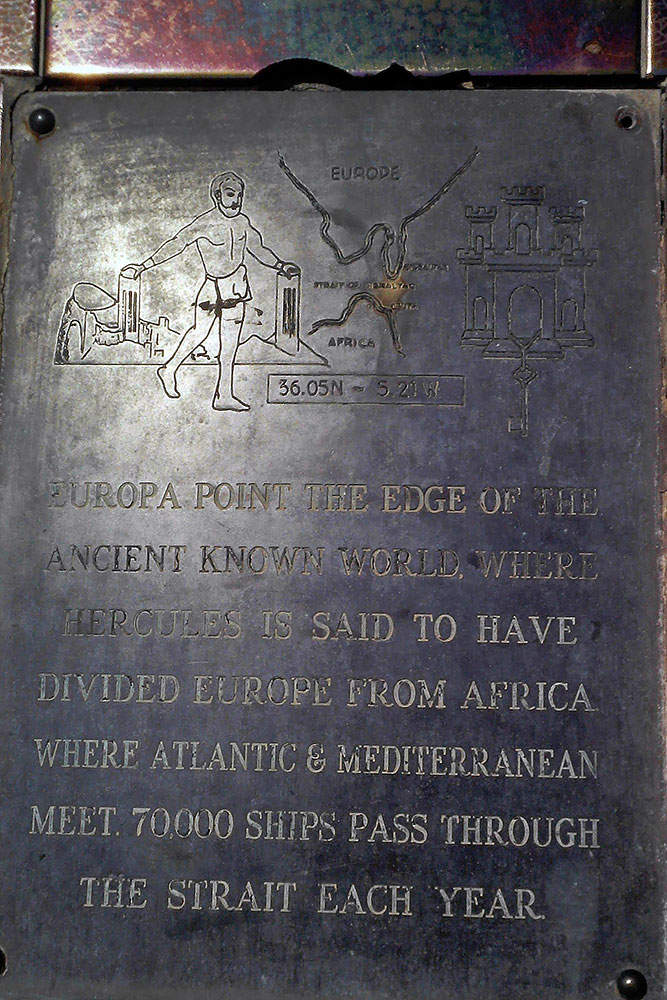 EUROPE
STRAIT OF GIBRALTAR
AFRICA
36.05N ~ 5.21W
EUROPA POINT THE EDGE OF THE
ANCIENT KNOWN WORLD, WHERE
HERCULES IS SAID TO HAVE
DIVIDED EUROPE FROM AFRICA
WHERE ATLANTIC & MEDITERRANEAN
MEET. 70,000 SHIPS PASS THROUGH
THE STRAIT EACH YEAR.